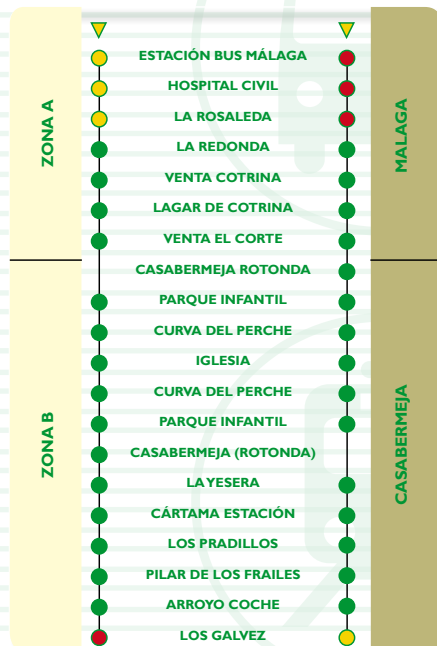 ESTACIÓN BUS MÁLAGA
HOSPITAL CIVIL
LA ROSALEDA
LA REDONDA
VENTA COTRINA
LAGAR DE COTRINA
VENTA EL CORTE
CASABERMEJA ROTONDA
PARQUE INFANTIL
CURVA DEL PERCHE
IGLESIA
CURVA DEL PERCHE
PARQUE INFANTIL
CASABERMEJA (ROTONDA)
LA YESERA
CÁRTAMA ESTACIÓN
LOS PRADILLOS
PILAR DE LOS FRAILES
ARROYO COCHE
LOS GALVEZ
ZONA A
ZONA B
MALAGA
CASABERMEJA